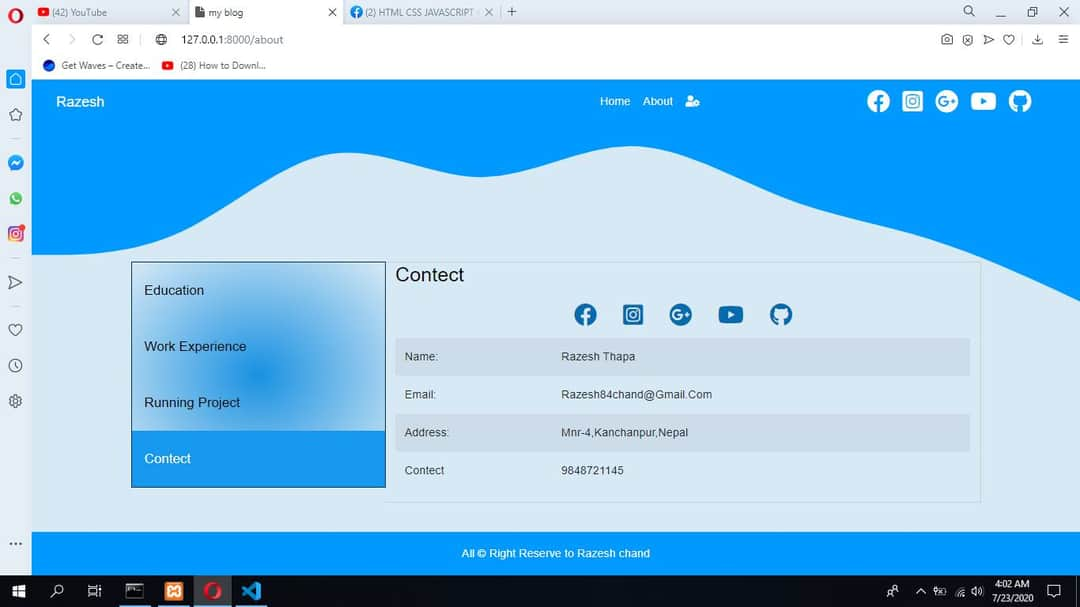 (42) YouTube
my blog
(2) HTML CSS JAVASCRIPT
127.0.0.1:8000/about
Get Waves – Create...
(28) How to Downl...
Razesh
Home About
Education
Work Experience
Running Project
Contect
Contect
Name: Razesh Thapa
Email: Razesh84chand@Gmail.Com
Address: Mnr-4,Kanchanpur,Nepal
Contect 9848721145
All © Right Reserve to Razesh chand
4:02 AM
7/23/2020